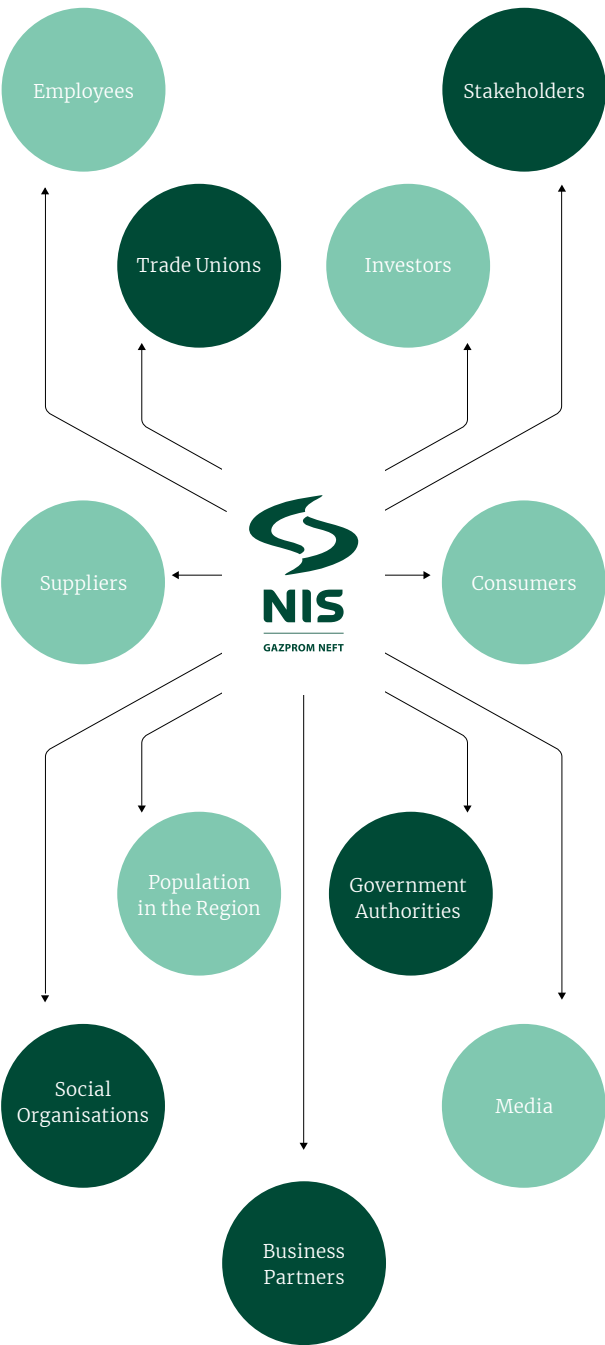 Employees
Stakeholders
Trade Unions
Investors
Suppliers
NIS
GAZPROM NEFT
Consumers
Population
in the Region
Government
Authorities
Social
Organisations
Media
Business
Partners